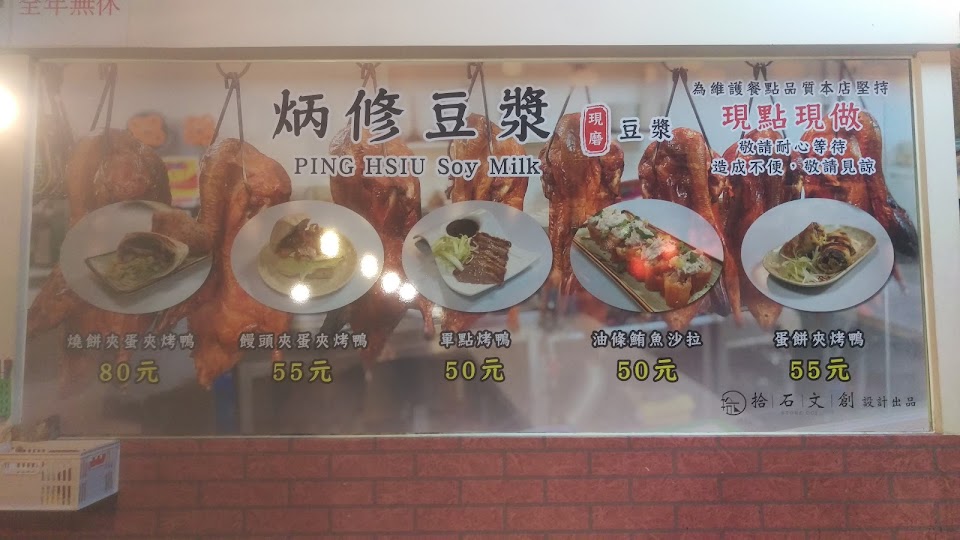 全年無休
炳修豆漿
PING HSIU Soy Milk
現磨
豆漿
為維護餐點品質本店堅持
現點現做
敬請耐心等待
造成不便，敬請見諒
燒餅夾蛋夾烤鴨
80元
饅頭夾蛋夾烤鴨
55元
單點烤鴨
50元
油條鮪魚沙拉
50元
蛋餅夾烤鴨
55元
拾|石|文|創 設計出品